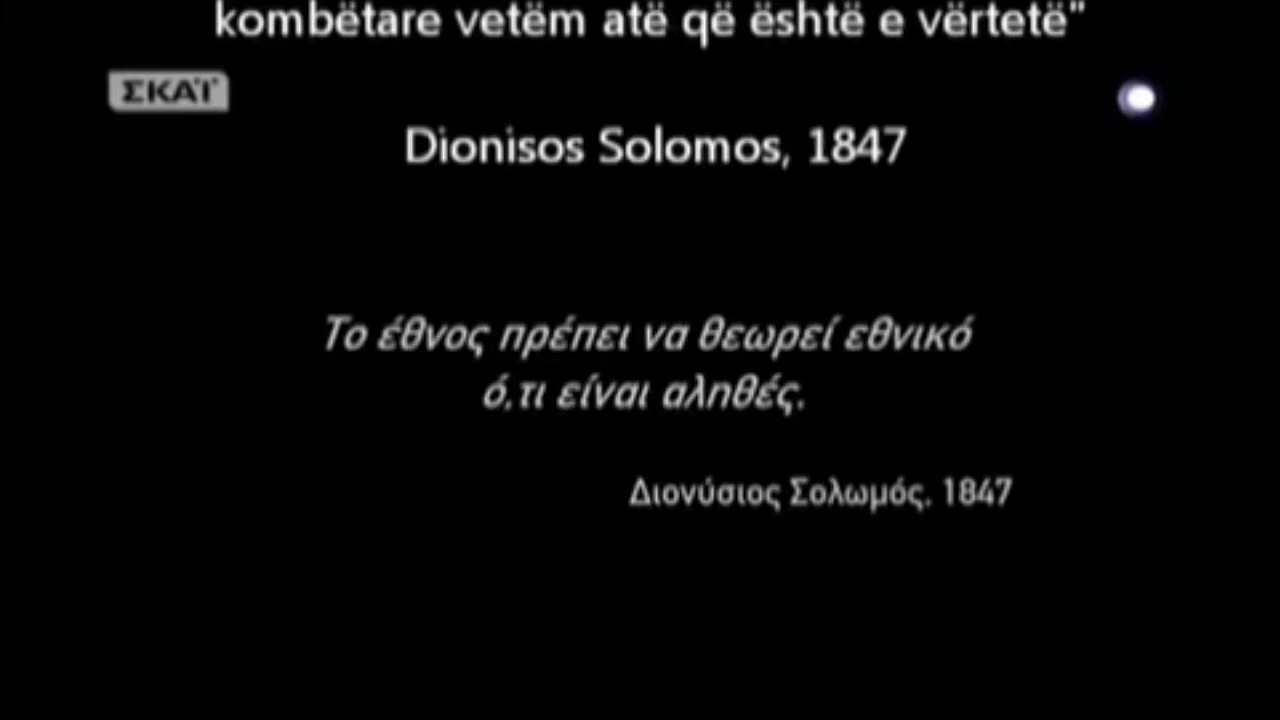 kombëtare vetëm atë që është e vërtetë"
ΣΚΑΪ
Dionisos Solomos, 1847
Το έθνος πρέπει να θεωρεί εθνικό
ό,τι είναι αληθές.
Διονύσιος Σολωμός, 1847